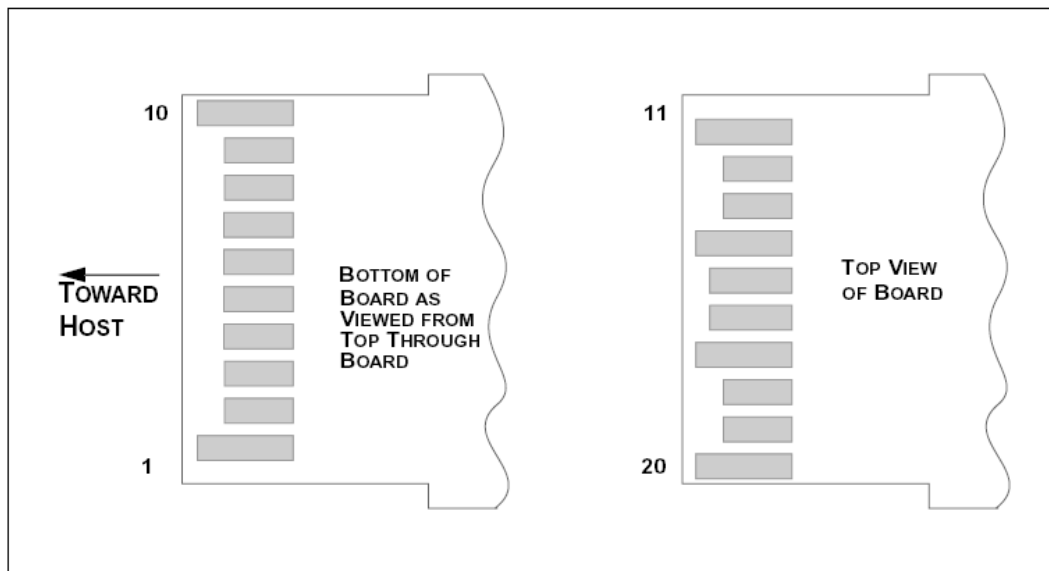 10
1
TOWARD
HOST
BOTTOM OF
BOARD AS
VIEWED FROM
TOP THROUGH
BOARD
11
20
TOP VIEW
OF BOARD